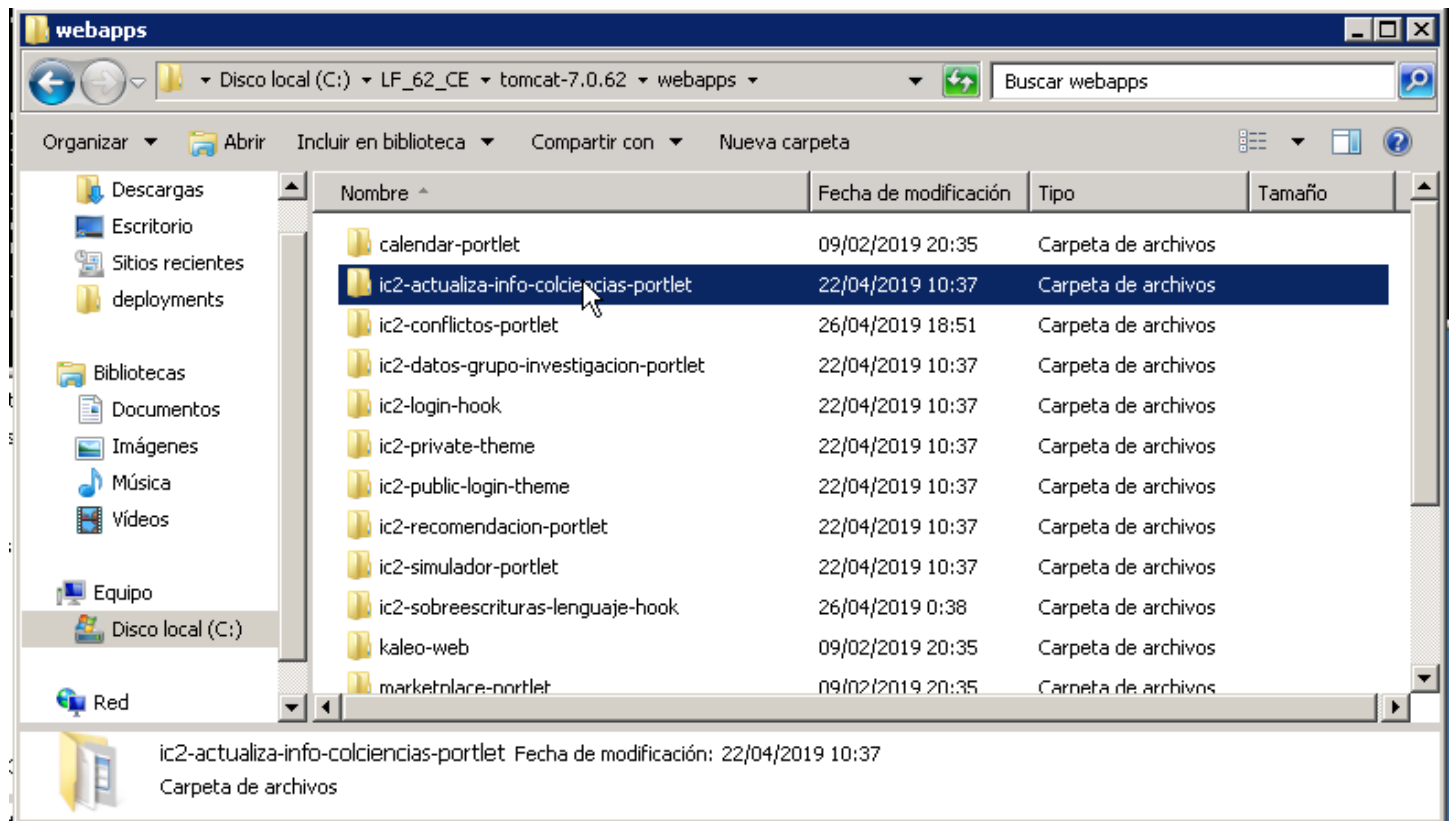 webapps
Disco local (C:) LF_62_CE tomcat-7.0.62 webapps Buscar webapps
Organizar Abrir Incluir en biblioteca Compartir con Nueva carpeta
Descargas
Escritorio
Sitios recientes
deployments
Bibliotecas
Documentos
Imágenes
Música
Vídeos
Equipo
Disco local (C:)
Red
Nombre Fecha de modificación Tipo Tamaño
calendar-portlet 09/02/2019 20:35 Carpeta de archivos
ic2-actualiza-info-colciencias-portlet 22/04/2019 10:37 Carpeta de archivos
ic2-conflictos-portlet 26/04/2019 18:51 Carpeta de archivos
ic2-datos-grupo-investigacion-portlet 22/04/2019 10:37 Carpeta de archivos
ic2-login-hook 22/04/2019 10:37 Carpeta de archivos
ic2-private-theme 22/04/2019 10:37 Carpeta de archivos
ic2-public-login-theme 22/04/2019 10:37 Carpeta de archivos
ic2-recomendacion-portlet 22/04/2019 10:37 Carpeta de archivos
ic2-simulador-portlet 22/04/2019 10:37 Carpeta de archivos
ic2-sobreescrituras-lenguaje-hook 26/04/2019 0:38 Carpeta de archivos
kaleo-web 09/02/2019 20:35 Carpeta de archivos
marketplace-portlet 09/02/2019 20:35 Carpeta de archivos
ic2-actualiza-info-colciencias-portlet Fecha de modificación: 22/04/2019 10:37
Carpeta de archivos